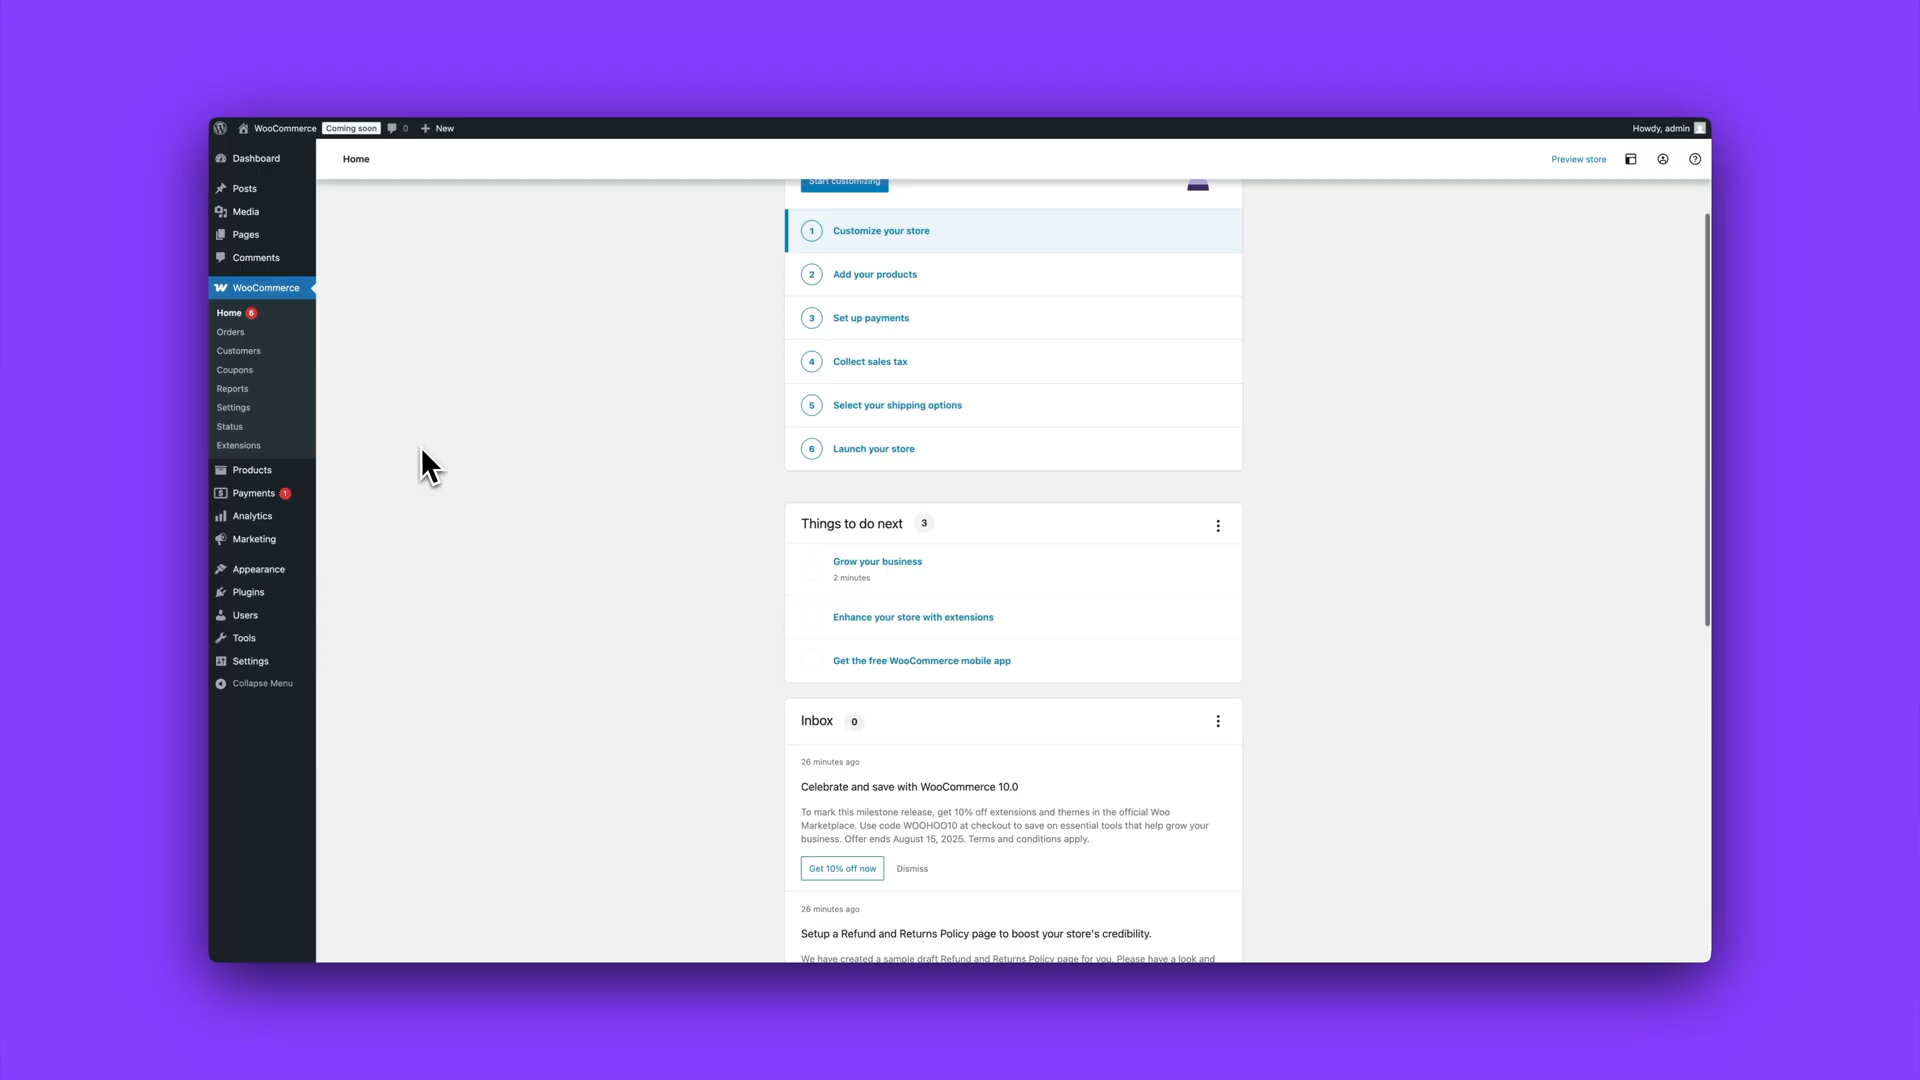 WooCommerce Coming soon 0 New
Howdy, admin
Dashboard
Posts
Media
Pages
Comments
WooCommerce
Home 6
Orders
Customers
Coupons
Reports
Settings
Status
Extensions
Products
Payments 1
Analytics
Marketing
Appearance
Plugins
Users
Tools
Settings
Collapse Menu
Home
Preview store
Start customizing
1 Customize your store
2 Add your products
3 Set up payments
4 Collect sales tax
5 Select your shipping options
6 Launch your store
Things to do next 3
Grow your business
2 minutes
Enhance your store with extensions
Get the free WooCommerce mobile app
Inbox 0
26 minutes ago
Celebrate and save with WooCommerce 10.0
To mark this milestone release, get 10% off extensions and themes in the official Woo
Marketplace. Use code WOOHOO10 at checkout to save on essential tools that help grow your
business. Offer ends August 15, 2025. Terms and conditions apply.
Get 10% off now Dismiss
26 minutes ago
Setup a Refund and Returns Policy page to boost your store's credibility.
We have created a sample draft Refund and Returns Policy page for you. Please have a look and